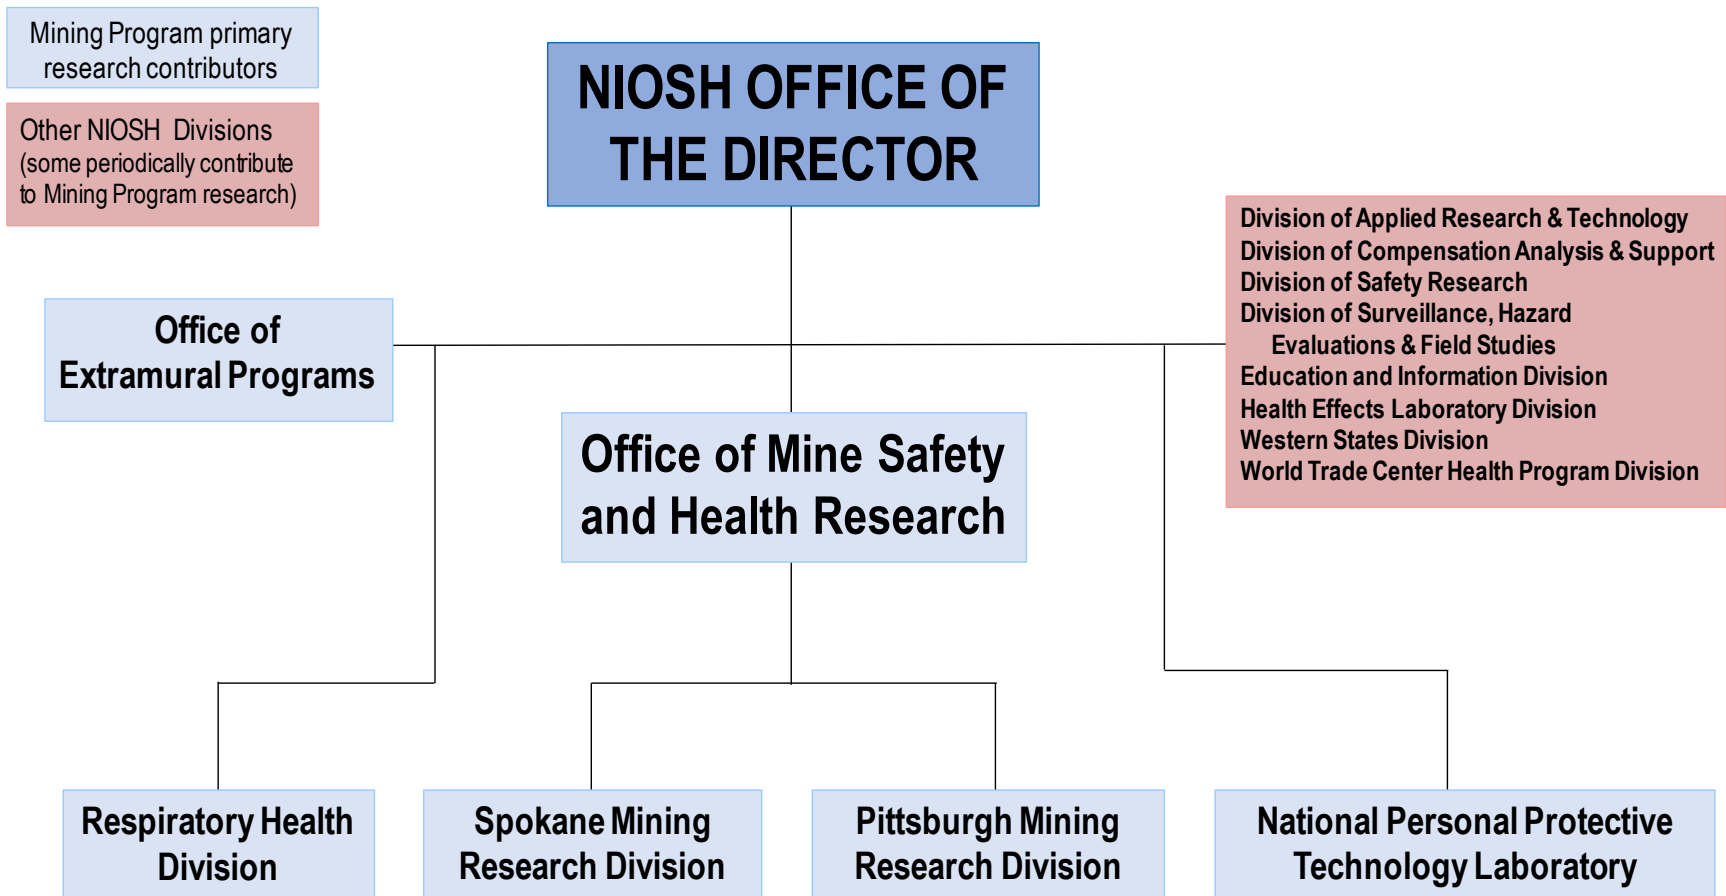 Mining Program primary
research contributors
Other NIOSH Divisions
(some periodically contribute
to Mining Program research)
NIOSH OFFICE OF
THE DIRECTOR
Division of Applied Research & Technology
Division of Compensation Analysis & Support
Division of Safety Research
Division of Surveillance, Hazard
Evaluations & Field Studies
Education and Information Division
Health Effects Laboratory Division
Western States Division
World Trade Center Health Program Division
Office of
Extramural Programs
Office of Mine Safety
and Health Research
Respiratory Health
Division
Spokane Mining
Research Division
Pittsburgh Mining
Research Division
National Personal Protective
Technology Laboratory